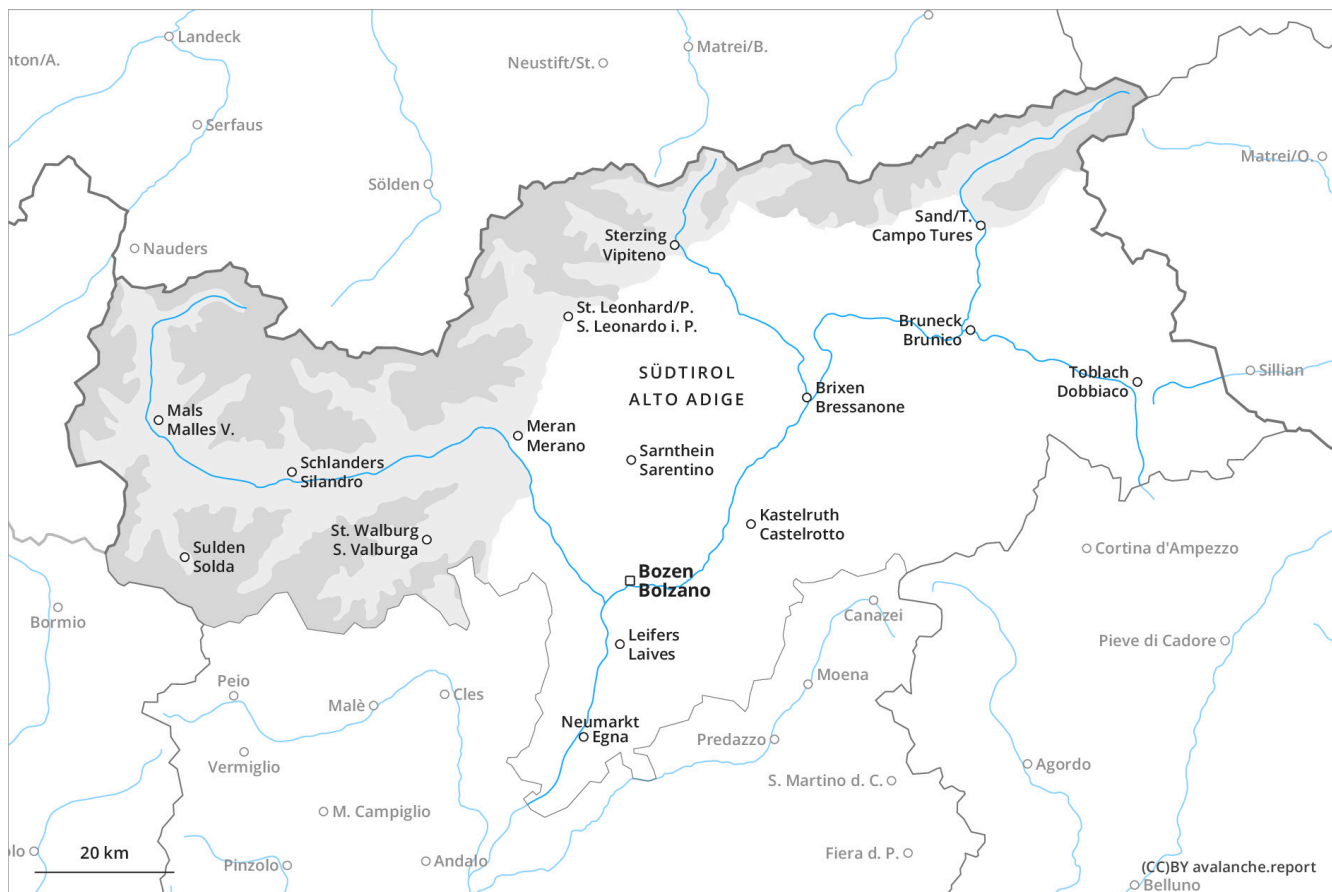 Landeck
Matrei/B.
nton/A.
Neustift/St.
Serfaus
Matrei/O.
Sölden
Sand/T.
Campo Tures
Sterzing
Vipiteno
Nauders
St. Leonhard/P.
S. Leonardo i. P.
Bruneck
Brunico
SÜDTIROL
ALTO ADIGE
Toblach
Dobbiaco
Sillian
Brixen
Bressanone
Mals
Malles V.
Meran
Merano
Schlanders
Silandro
Sarnthein
Sarentino
Kastelruth
Castelrotto
St. Walburg
S. Valburga
Sulden
Solda
Cortina d'Ampezzo
Bozen
Bolzano
Bormio
Canazei
Leifers
Laives
Pieve di Cadore
Peio
Malè
Cles
Moena
Neumarkt
Egna
Predazzo
Vermiglio
Agordo
S. Martino d. C.
M. Campiglio
olo
20 km
Pinzolo
Andalo
Fiera d. P.
(CC)BY avalanche.report
Belluno